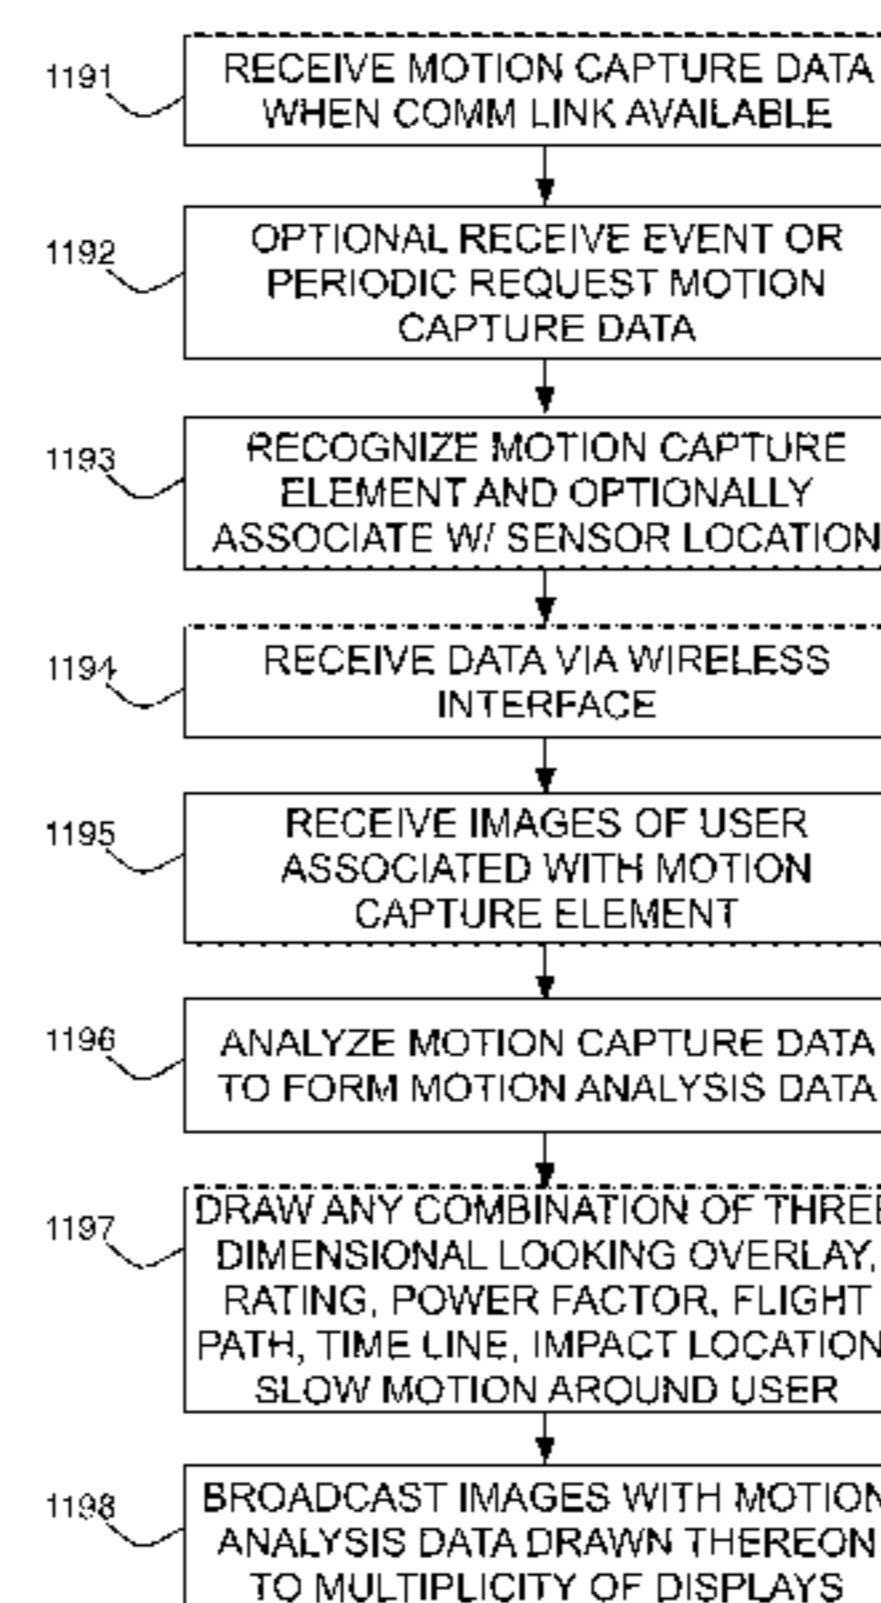 1191
RECEIVE MOTION CAPTURE DATA
WHEN COMM LINK AVAILABLE
1192
OPTIONAL RECEIVE EVENT OR
PERIODIC REQUEST MOTION
CAPTURE DATA
1193
RECOGNIZE MOTION CAPTURE
ELEMENT AND OPTIONALLY
ASSOCIATE W/ SENSOR LOCATION
1194
RECEIVE DATA VIA WIRELESS
INTERFACE
1195
RECEIVE IMAGES OF USER
ASSOCIATED WITH MOTION
CAPTURE ELEMENT
1196
ANALYZE MOTION CAPTURE DATA
TO FORM MOTION ANALYSIS DATA
1197
DRAW ANY COMBINATION OF THREE
DIMENSIONAL LOOKING OVERLAY,
RATING, POWER FACTOR, FLIGHT
PATH, TIME LINE, IMPACT LOCATION
SLOW MOTION AROUND USER
1198
BROADCAST IMAGES WITH MOTION
ANALYSIS DATA DRAWN THEREON
TO MULTIPLICITY OF DISPLAYS